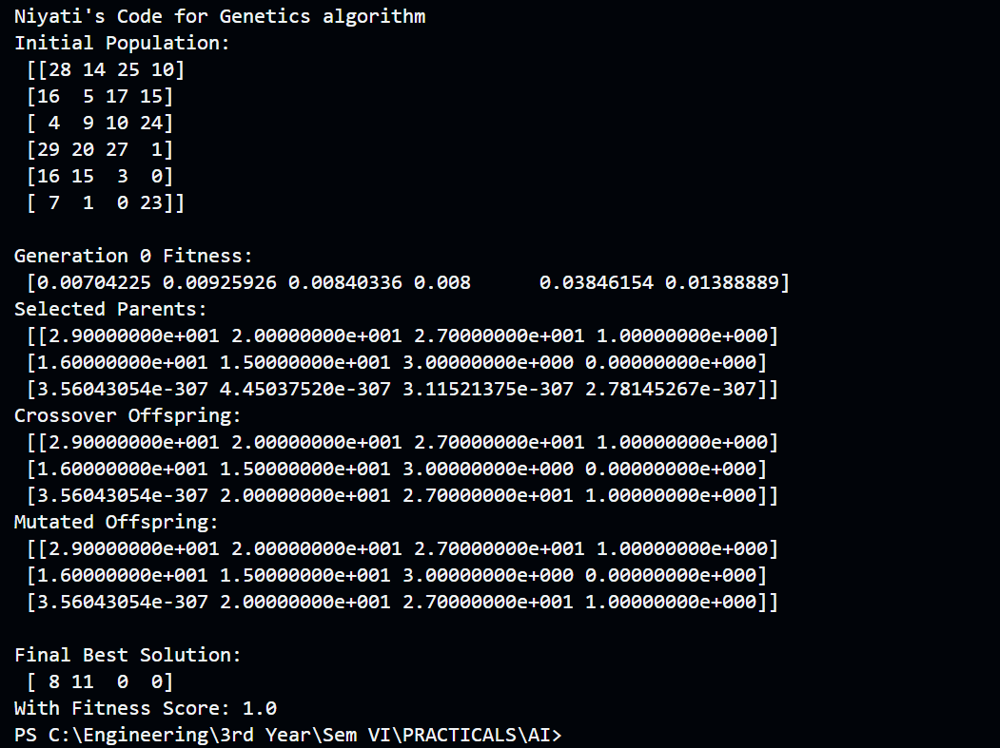 Niyati's Code for Genetics algorithm
Initial Population:
 [[28 14 25 10]
 [16  5 17 15]
 [ 4  9 10 24]
 [29 20 27  1]
 [16 15  3  0]
 [ 7  1  0 23]]
Generation 0 Fitness:
 [0.00704225 0.00925926 0.00840336 0.008      0.03846154 0.01388889]
Selected Parents:
 [[2.90000000e+001 2.00000000e+001 2.70000000e+001 1.00000000e+000]
 [1.60000000e+001 1.50000000e+001 3.00000000e+000 0.00000000e+000]
 [3.56043054e-307 4.45037520e-307 3.11521375e-307 2.78145267e-307]]
Crossover Offspring:
 [[2.90000000e+001 2.00000000e+001 2.70000000e+001 1.00000000e+000]
 [1.60000000e+001 1.50000000e+001 3.00000000e+000 0.00000000e+000]
 [3.56043054e-307 2.00000000e+001 2.70000000e+001 1.00000000e+000]]
Mutated Offspring:
 [[2.90000000e+001 2.00000000e+001 2.70000000e+001 1.00000000e+000]
 [1.60000000e+001 1.50000000e+001 3.00000000e+000 0.00000000e+000]
 [3.56043054e-307 2.00000000e+001 2.70000000e+001 1.00000000e+000]]
Final Best Solution:
 [ 8 11  0  0]
With Fitness Score: 1.0
PS C:\Engineering\3rd Year\Sem VI\PRACTICALS\AI>